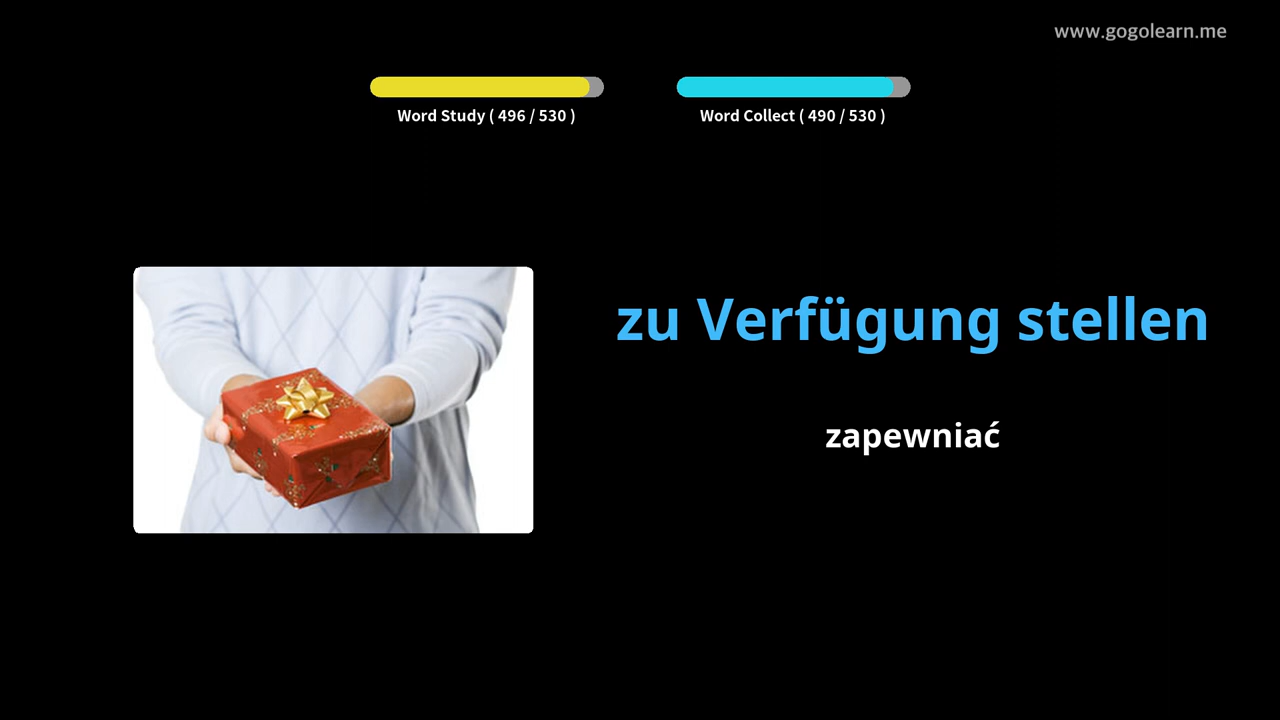 www.gogolearn.me
Word Study ( 496 / 530 )
Word Collect ( 490 / 530 )
zu Verfügung stellen
zapewniać